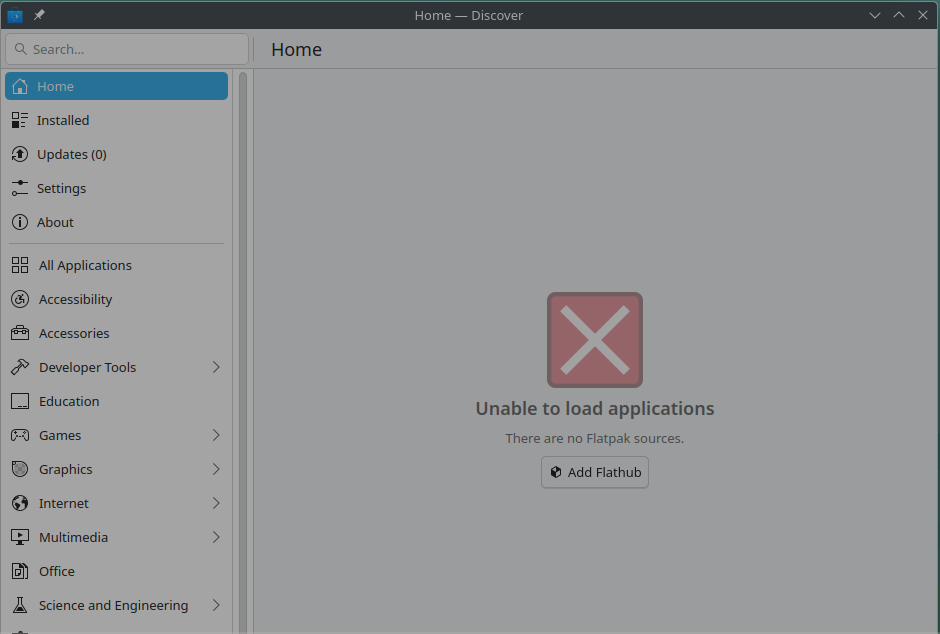 Home — Discover
Search...
Home
Home
Installed
Updates (0)
Settings
About
All Applications
Accessibility
Accessories
Developer Tools
Education
Games
Graphics
Internet
Multimedia
Office
Science and Engineering
Unable to load applications
There are no Flatpak sources.
Add Flathub